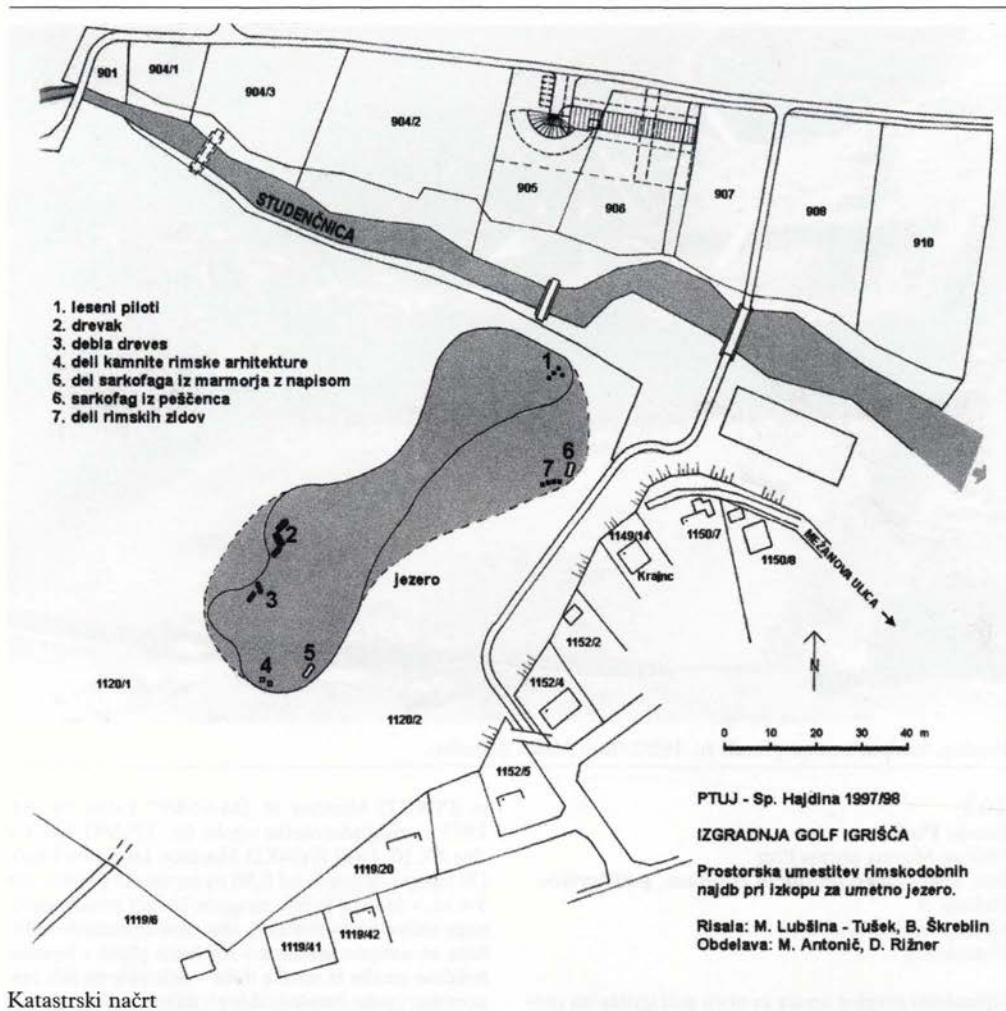 901
904/1
904/3
904/2
905
906
907
908
910
STUDENČNICA
1. leseni piloti
2. drevak
3. debla dreves
4. deli kamnite rimske arhitekture
5. del sarkofaga iz marmorja z napisom
6. sarkofag iz peščenca
7. deli rimskih zidov
1
6
7
2
3
4
5
jezero
1149/14
Krajnc
1150/7
1150/8
MEŽANOVA ULICA
1152/2
1152/4
1152/5
N
1120/1
1120/2
0 10 20 30 40 m
PTUJ - Sp. Hajdina 1997/98
IZGRADNJA GOLF IGRIŠČA
Prostorska umestitev rimskodobnih
najdb pri izkopu za umetno jezero.
Risala: M. Lubšina - Tušek, B. Škreblin
Obdelava: M. Antonič, D. Rižner
1119/20
1119/6
1119/41
1119/42
Katastrski načrt